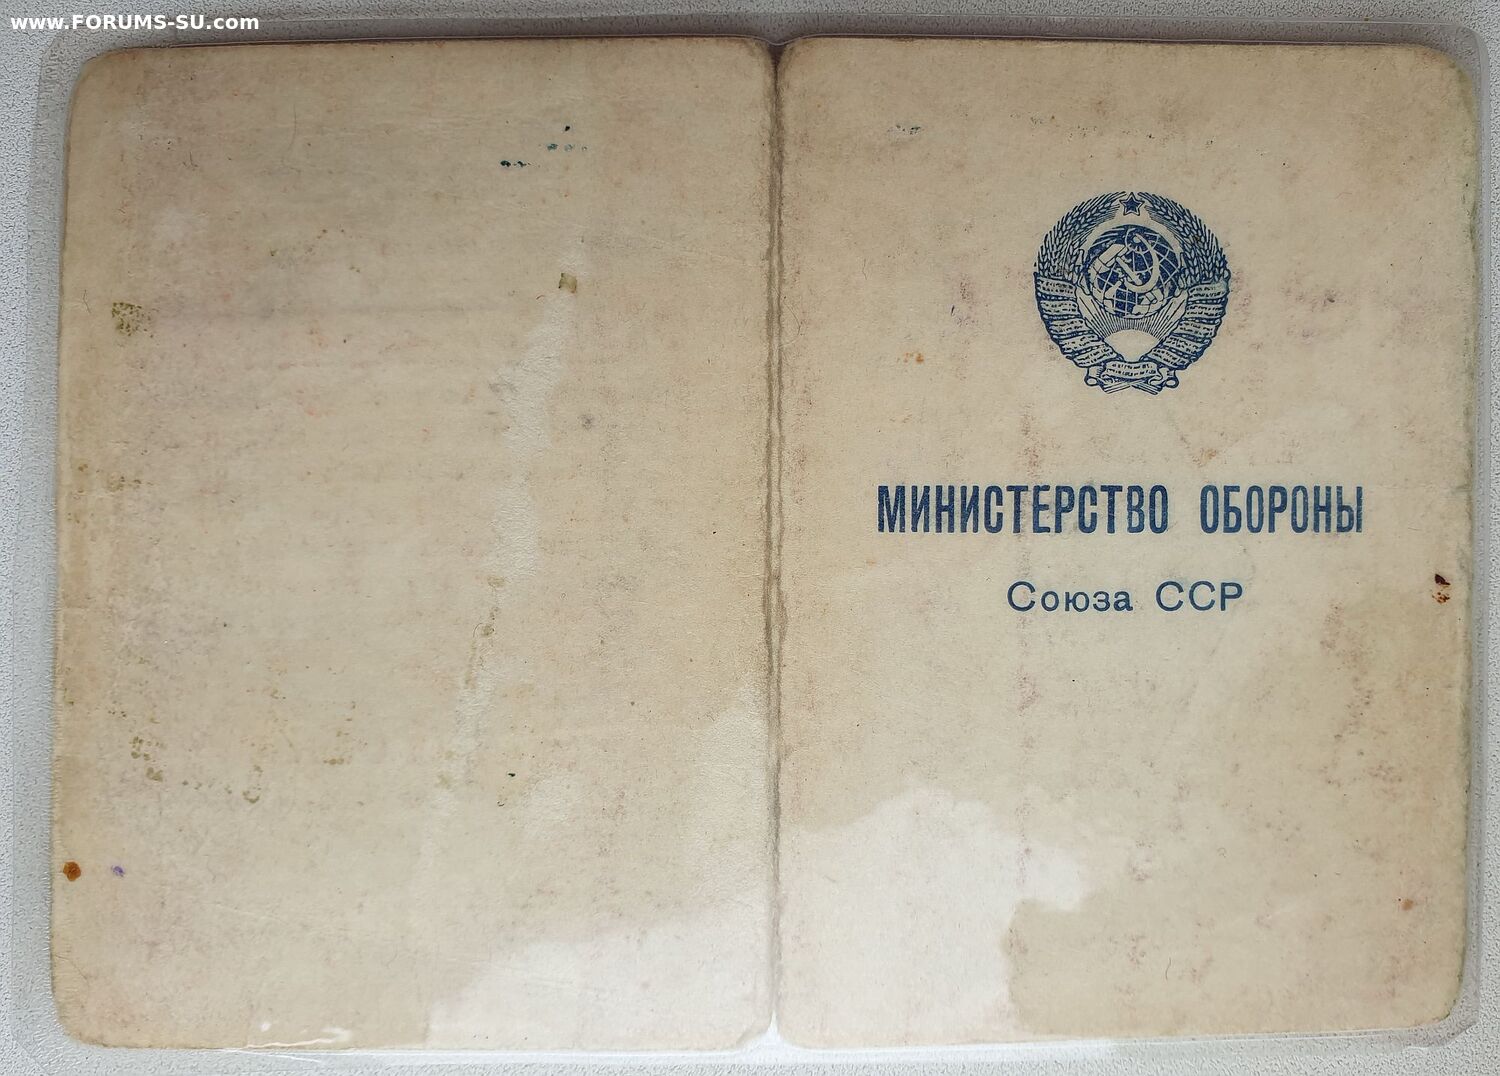 www.FORUMS-SU.com
МИНИСТЕРСТВО ОБОРОНЫ
Союза ССР